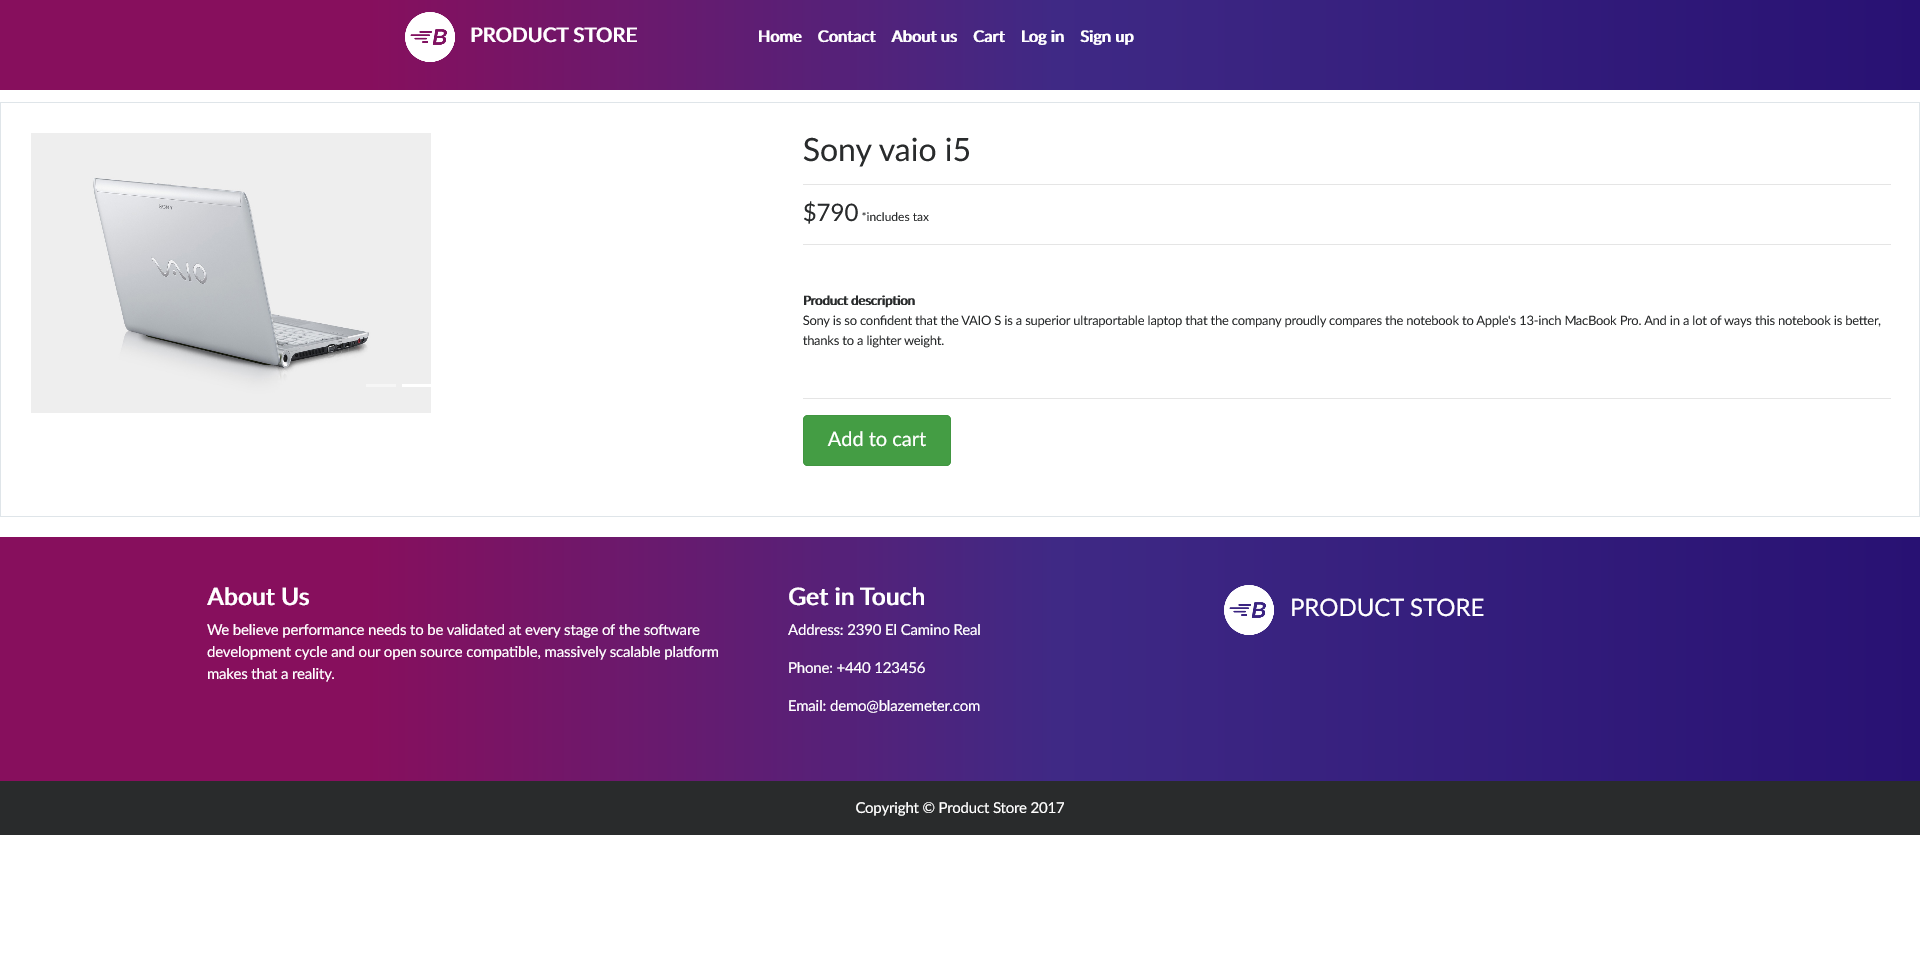 PRODUCT STORE
Home Contact About us Cart Log in Sign up
SONY
VAIO
Sony vaio i5
$790 *includes tax
Product description
Sony is so confident that the VAIO S is a superior ultraportable laptop that the company proudly compares the notebook to Apple's 13-inch MacBook Pro. And in a lot of ways this notebook is better,
thanks to a lighter weight.
Add to cart
About Us
We believe performance needs to be validated at every stage of the software
development cycle and our open source compatible, massively scalable platform
makes that a reality.
Get in Touch
Address: 2390 El Camino Real
Phone: +440 123456
Email: demo@blazemeter.com
B PRODUCT STORE
Copyright © Product Store 2017